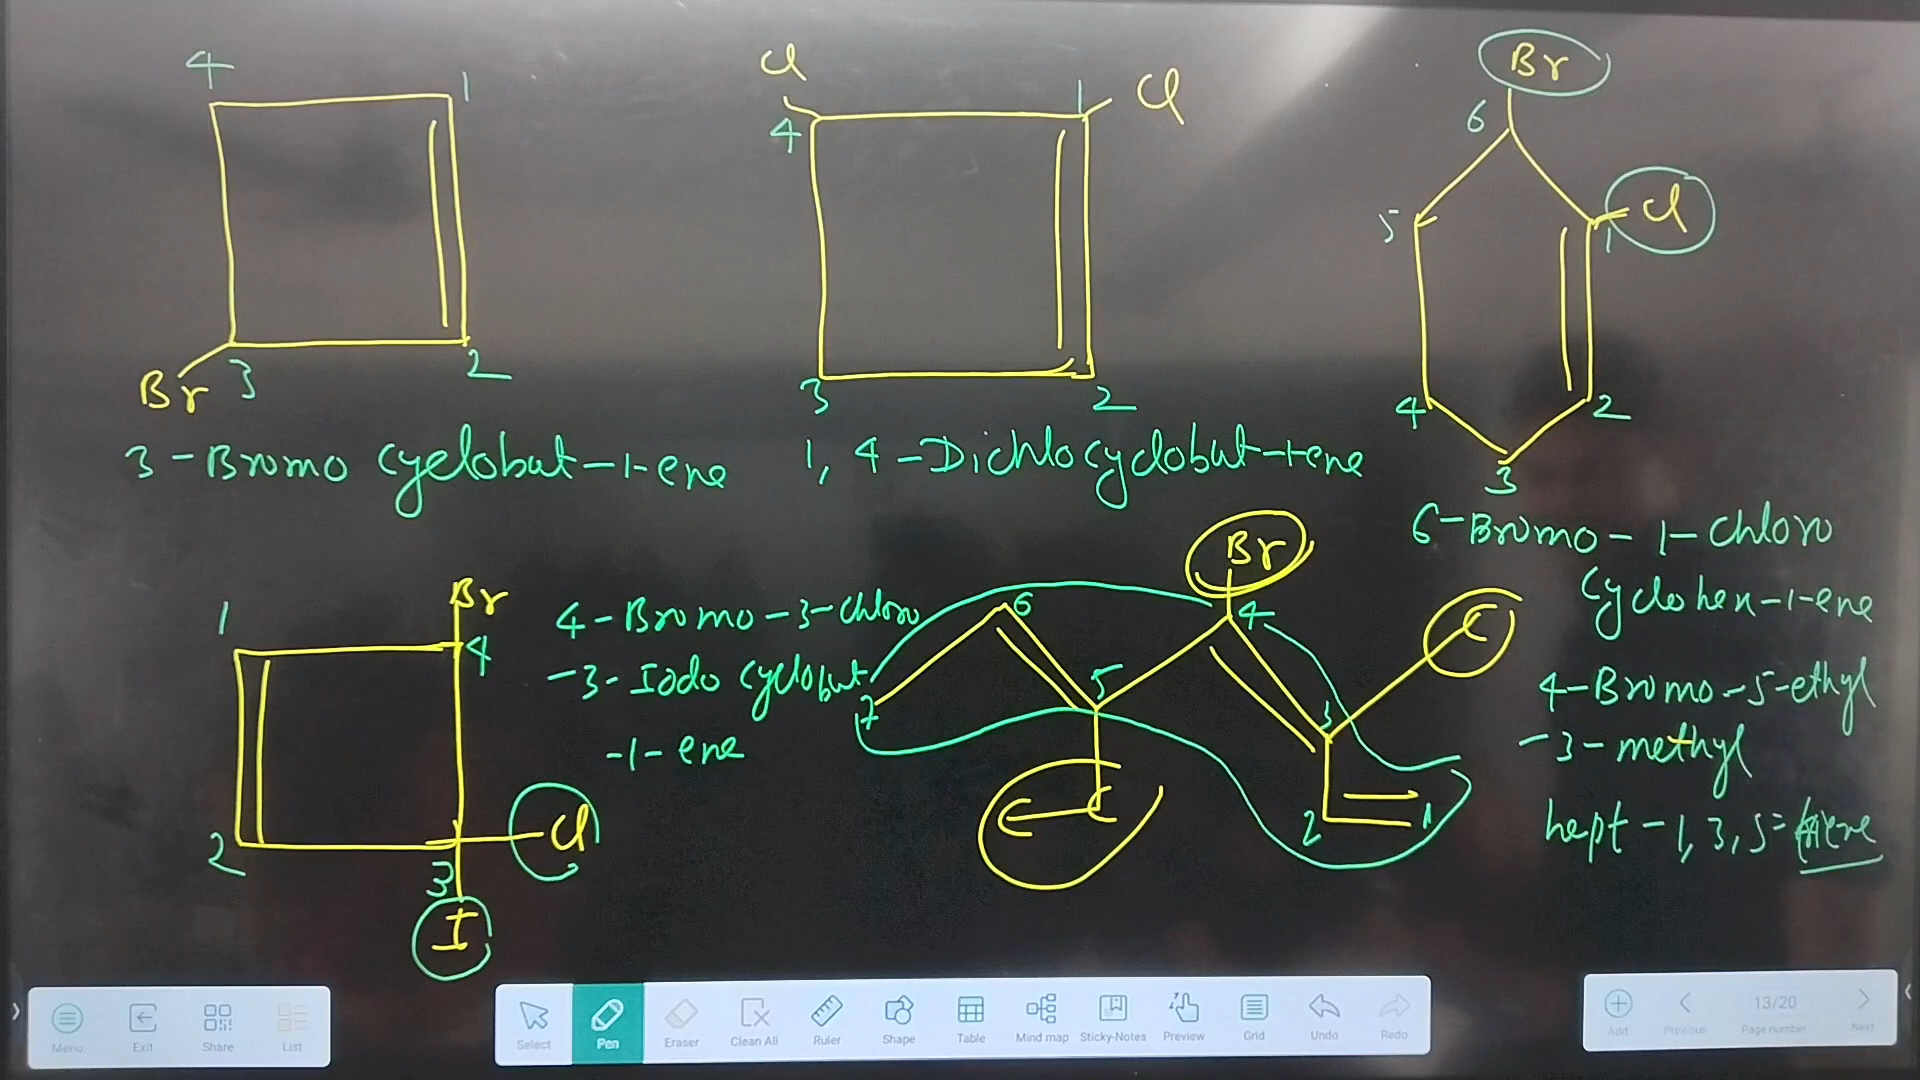 4
1
Br
3
2
3-Bromo cyclobut-1-ene
Cl
4
1
Cl
3
2
1,4-Dichlocyclobut-1-ene
Br
6
5
1
Cl
4
2
3
6-Bromo-1-chloro
cyclohex-1-ene
1
Br
4
2
3
Cl
I
4-Bromo-3-chloro
-3-Iodo cyclobut
-1-ene
Br
6
4
7
5
3
C
C
C
2
1
4-Bromo-5-ethyl
-3-methyl
hept-1,3,5-triene
Menu
Exit
Share
List
Select
Pen
Eraser
Clean All
Ruler
Shape
Table
Mind map
Sticky-Notes
Preview
Grid
Undo
Redo
Add
Previous
13/20
Page number
Next